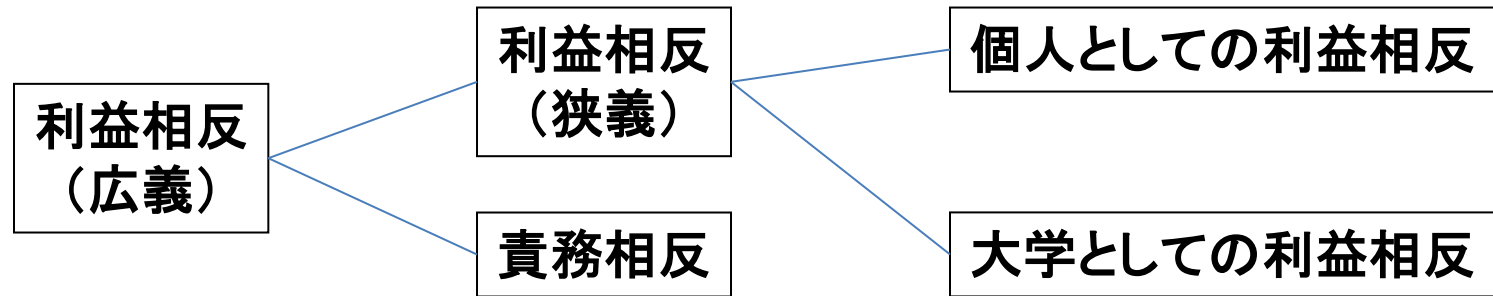 利益相反
（広義）
利益相反
（狭義）
責務相反
個人としての利益相反
大学としての利益相反